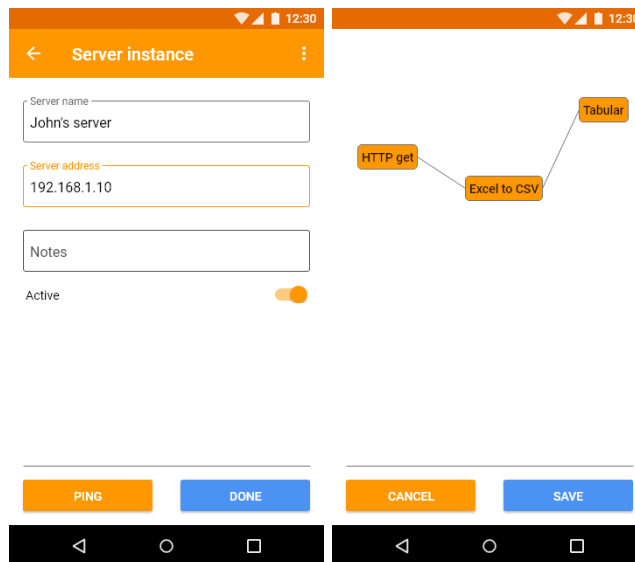 12:30
Server instance
Server name
John's server
Server address
192.168.1.10
Notes
Active
PING
DONE
12:30
Tabular
HTTP get
Excel to CSV
CANCEL
SAVE